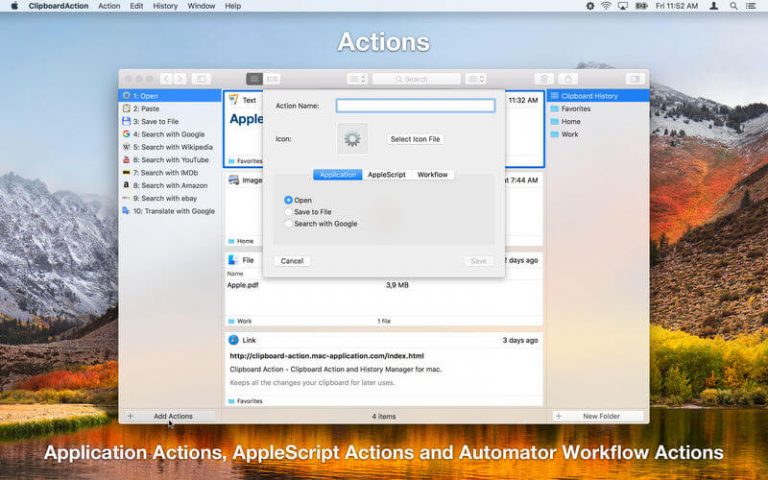 ClipboardAction Action Edit History Window Help Fri 11:52 AM
Actions
Search
1: Open
2: Paste
3: Save to File
4: Search with Google
5: Search with Wikipedia
6: Search with YouTube
7: Search with IMDb
8: Search with Amazon
9: Search with ebay
10: Translate with Google
Add Actions
Text 11:32 AM
Apple
Favorites
Image at 7:44 AM
Home
File 2 days ago
Name
Apple.pdf 3,9 MB
Work 1 file
Link 3 days ago
http://clipboard-action.mac-application.com/index.html
Clipboard Action - Clipboard Action and History Manager for mac.
Keeps all the changes your clipboard for later uses.
Favorites
4 items
Action Name:
Icon: Select Icon File
Application AppleScript Workflow
Open
Save to File
Search with Google
Cancel Save
Clipboard History
Favorites
Home
Work
New Folder
Application Actions, AppleScript Actions and Automator Workflow Actions